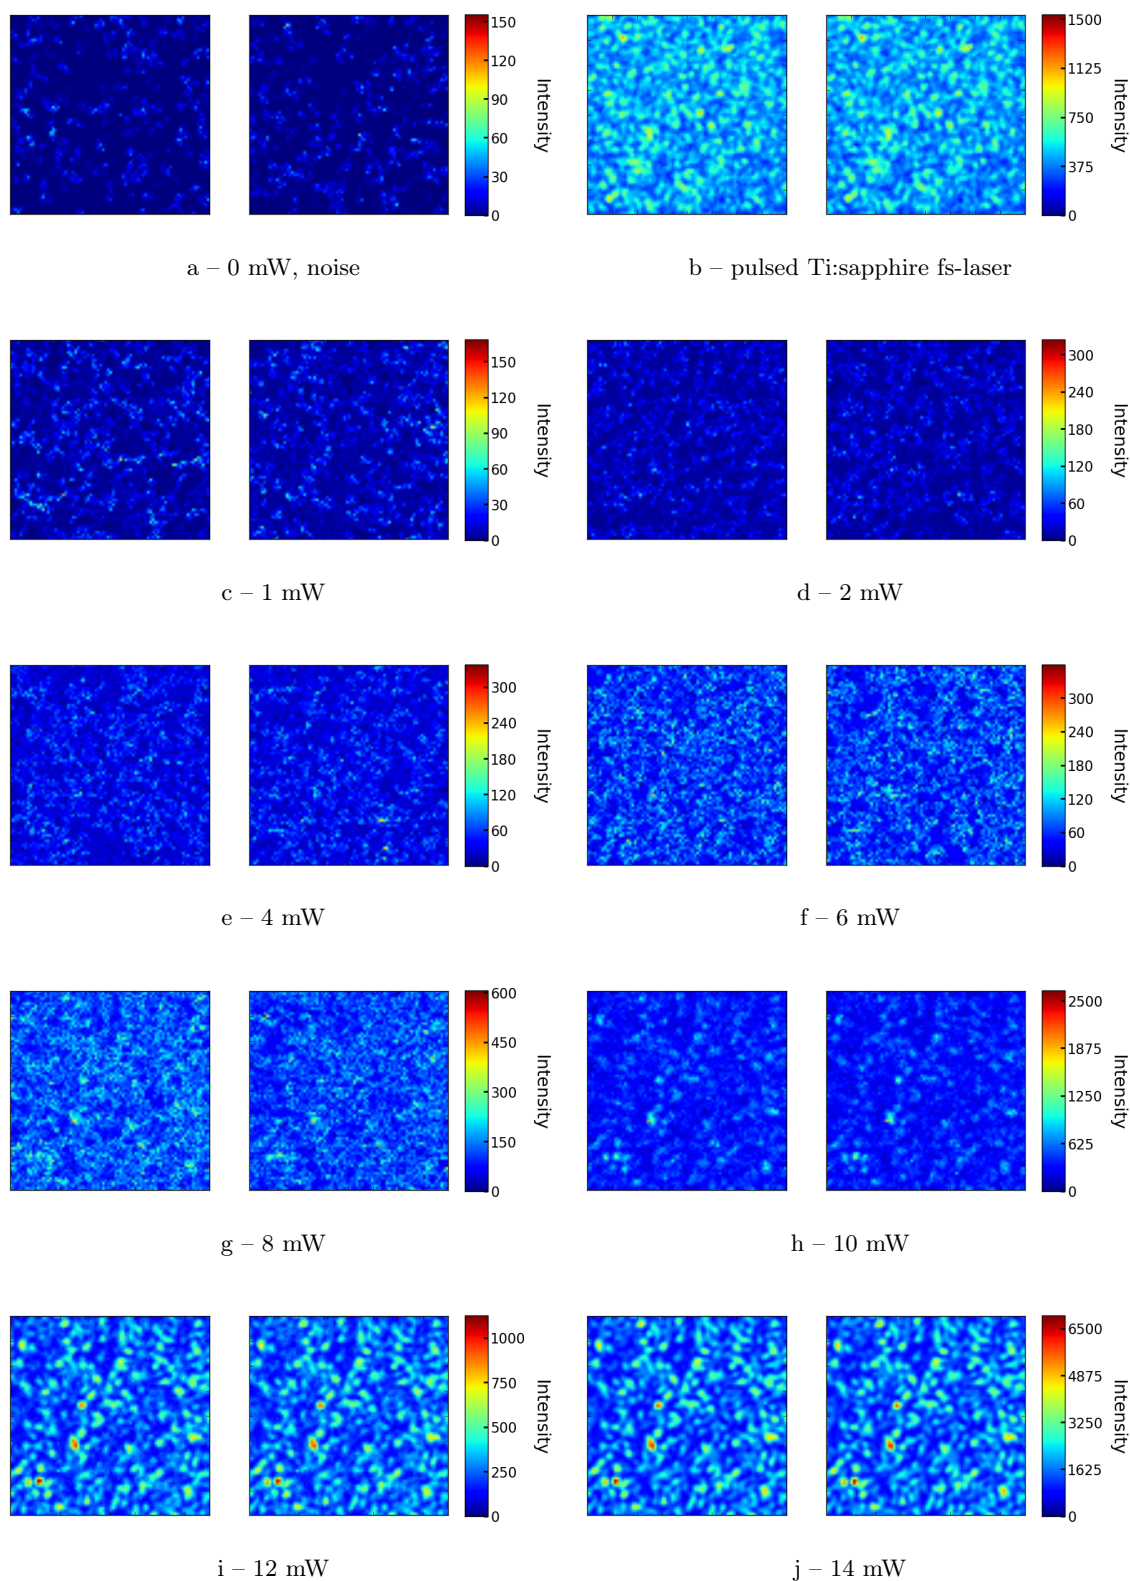 150
120
90
60
30
0
Intensity
1500
1125
750
375
0
Intensity
a – 0 mW, noise
b – pulsed Ti:sapphire fs-laser
150
120
90
60
30
0
Intensity
300
240
180
120
60
0
Intensity
c – 1 mW
d – 2 mW
300
240
180
120
60
0
Intensity
300
240
180
120
60
0
Intensity
e – 4 mW
f – 6 mW
600
450
300
150
0
Intensity
2500
1875
1250
625
0
Intensity
g – 8 mW
h – 10 mW
1000
750
500
250
0
Intensity
6500
4875
3250
1625
0
Intensity
i – 12 mW
j – 14 mW